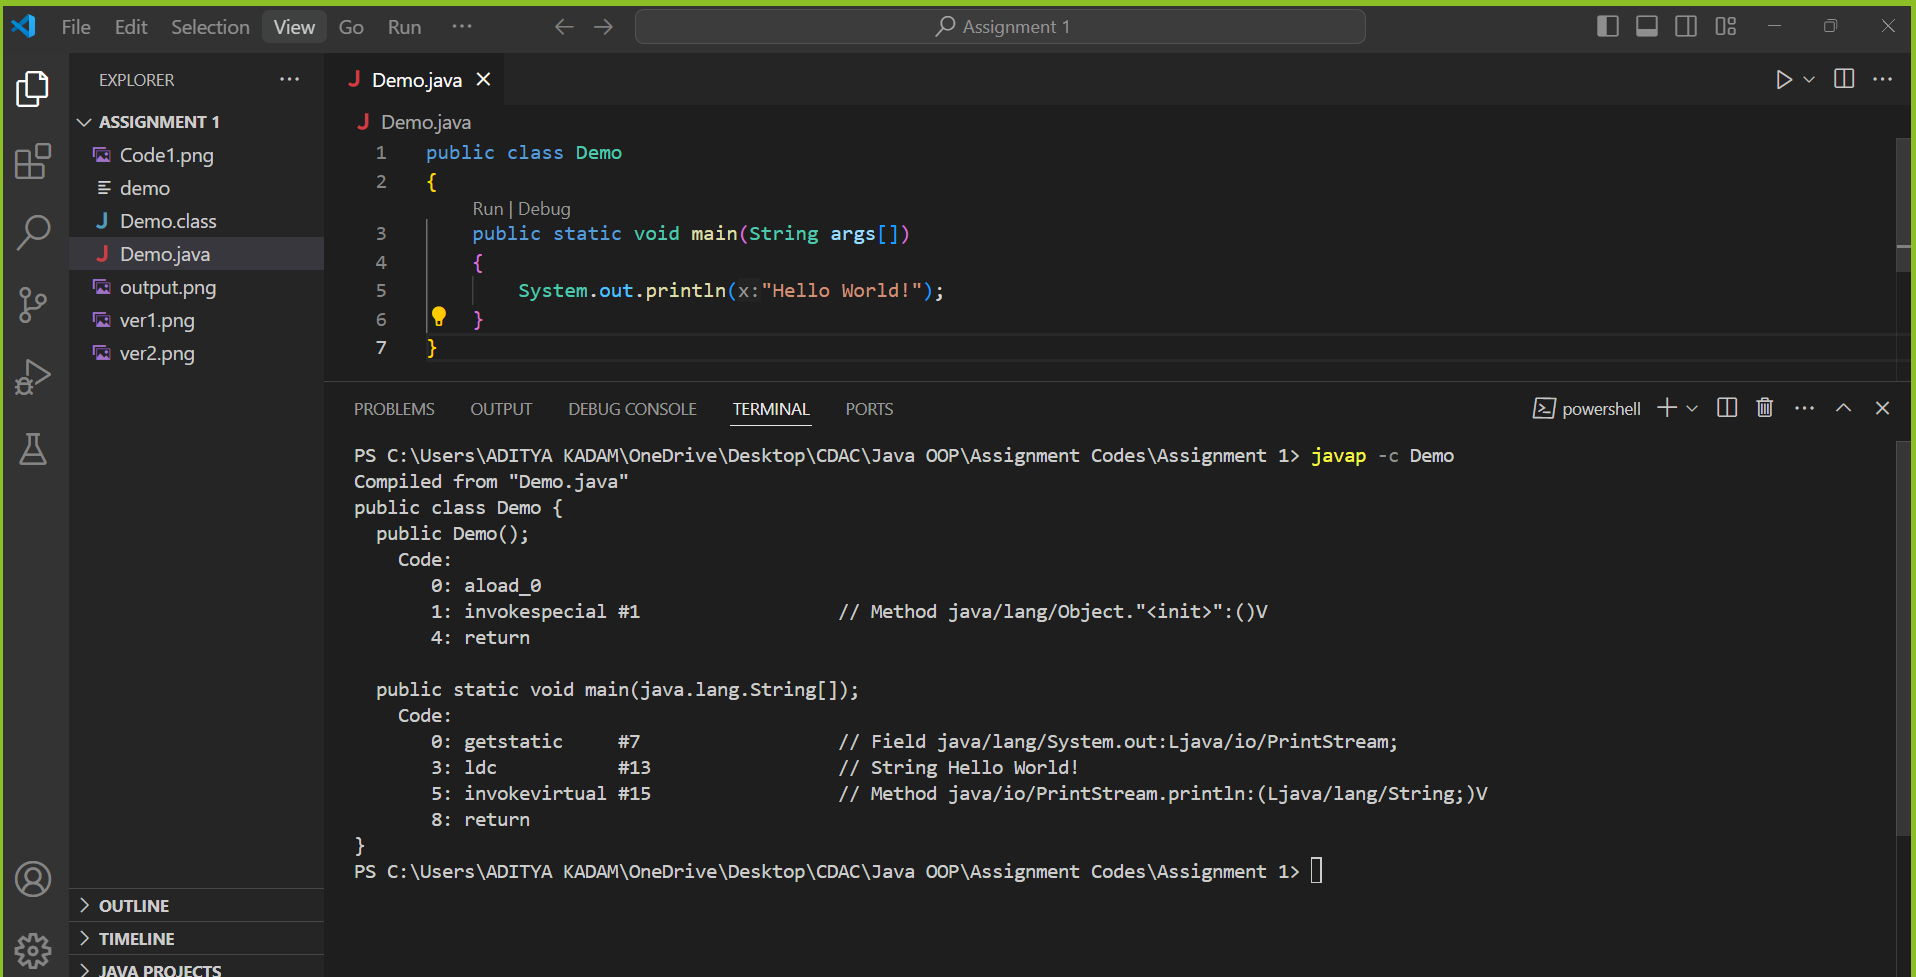 File Edit Selection View Go Run ··· Assignment 1
EXPLORER ···
ASSIGNMENT 1
Code1.png
demo
Demo.class
Demo.java
output.png
ver1.png
ver2.png
OUTLINE
TIMELINE
JAVA PROJECTS
Demo.java
Demo.java
1 public class Demo
2 {
Run | Debug
3 public static void main(String args[])
4 {
5 System.out.println(x:"Hello World!");
6 }
7 }
PROBLEMS OUTPUT DEBUG CONSOLE TERMINAL PORTS powershell
PS C:\Users\ADITYA KADAM\OneDrive\Desktop\CDAC\Java OOP\Assignment Codes\Assignment 1> javap -c Demo
Compiled from "Demo.java"
public class Demo {
  public Demo();
    Code:
       0: aload_0
       1: invokespecial #1                  // Method java/lang/Object."<init>":()V
       4: return

  public static void main(java.lang.String[]);
    Code:
       0: getstatic     #7                  // Field java/lang/System.out:Ljava/io/PrintStream;
       3: ldc           #13                 // String Hello World!
       5: invokevirtual #15                 // Method java/io/PrintStream.println:(Ljava/lang/String;)V
       8: return
}
PS C:\Users\ADITYA KADAM\OneDrive\Desktop\CDAC\Java OOP\Assignment Codes\Assignment 1>